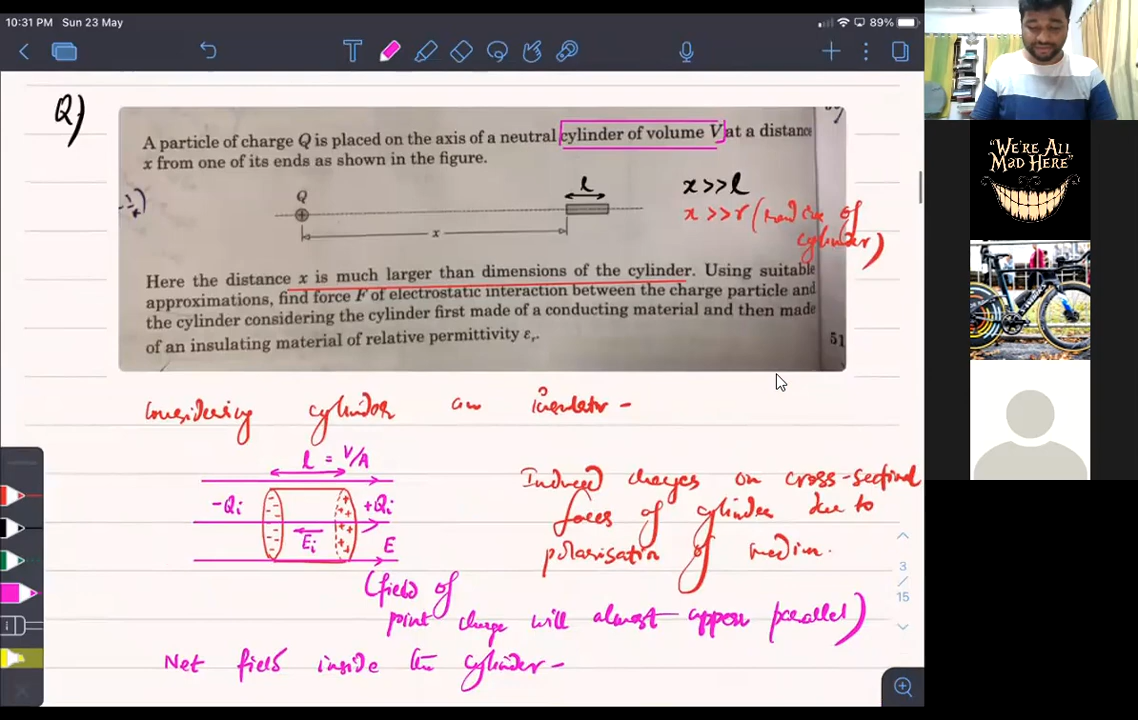 10:31 PM Sun 23 May
89%
Q)
A particle of charge Q is placed on the axis of a neutral cylinder of volume V at a distance
x from one of its ends as shown in the figure.
Q
l
x
x>>l
x>>r (radius of
cylinder)
Here the distance x is much larger than dimensions of the cylinder. Using suitable
approximations, find force F of electrostatic interaction between the charge particle and
the cylinder considering the cylinder first made of a conducting material and then made
of an insulating material of relative permittivity εr.
51
Considering cylinder an insulator -
l = V/A
-Qi
+Qi
Ei
E
Induced charges on cross-sectional
faces of cylinder due to
polarisation of medium.
(field of
point charge will almost appear parallel)
Net field inside the cylinder -
3
/
15
"WE'RE ALL
MAD HERE"